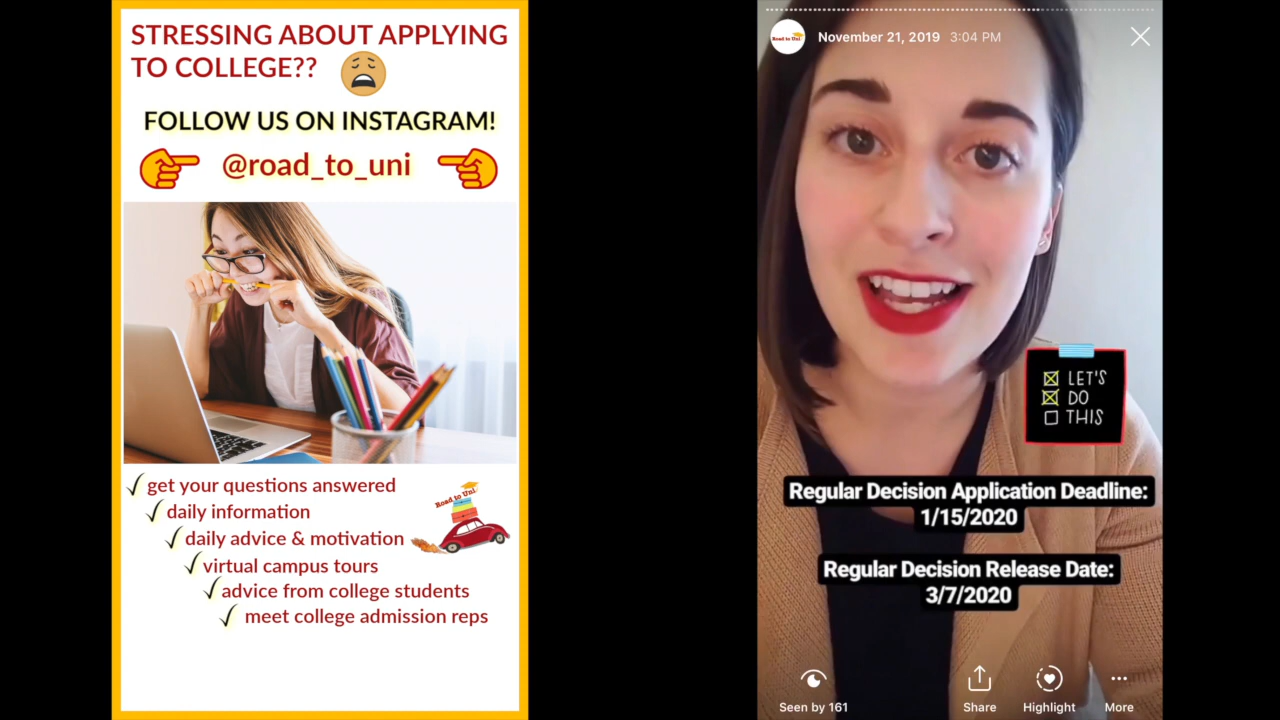 STRESSING ABOUT APPLYING
TO COLLEGE??
FOLLOW US ON INSTAGRAM!
@road_to_uni
✓ get your questions answered
✓ daily information
✓ daily advice & motivation
✓ virtual campus tours
✓ advice from college students
✓ meet college admission reps
Road to Uni
Road to Uni
November 21, 2019 3:04 PM
LET'S
DO
THIS
Regular Decision Application Deadline:
1/15/2020
Regular Decision Release Date:
3/7/2020
Seen by 161
Share
Highlight
More